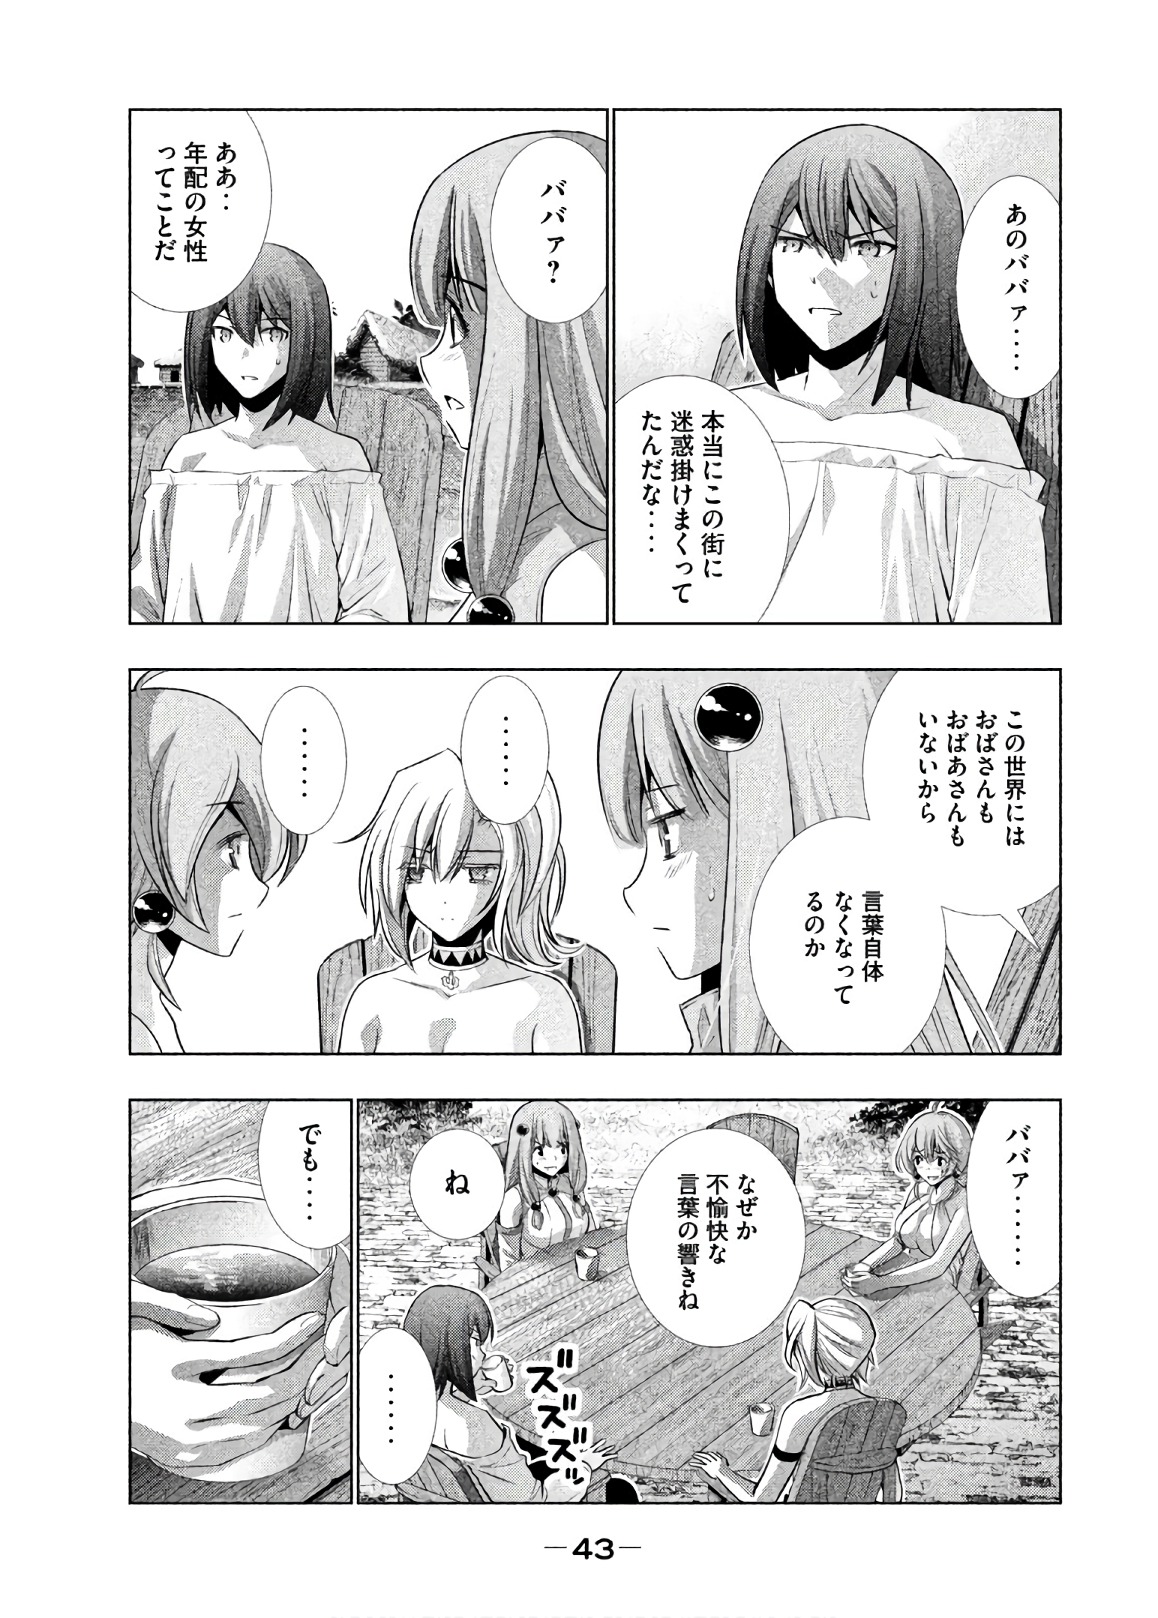 あのババァ‥‥
本当にこの街に
迷惑掛けまくって
たんだな‥‥
ババァ?
ああ‥
年配の女性
ってことだ
この世界には
おばさんも
おばあさんも
いないから
言葉自体
なくなって
るのか
‥‥‥
‥‥‥
ババァ‥‥‥
なぜか
不愉快な
言葉の響きね
ね
ズズズズズッ
‥‥‥
でも‥‥
—43—